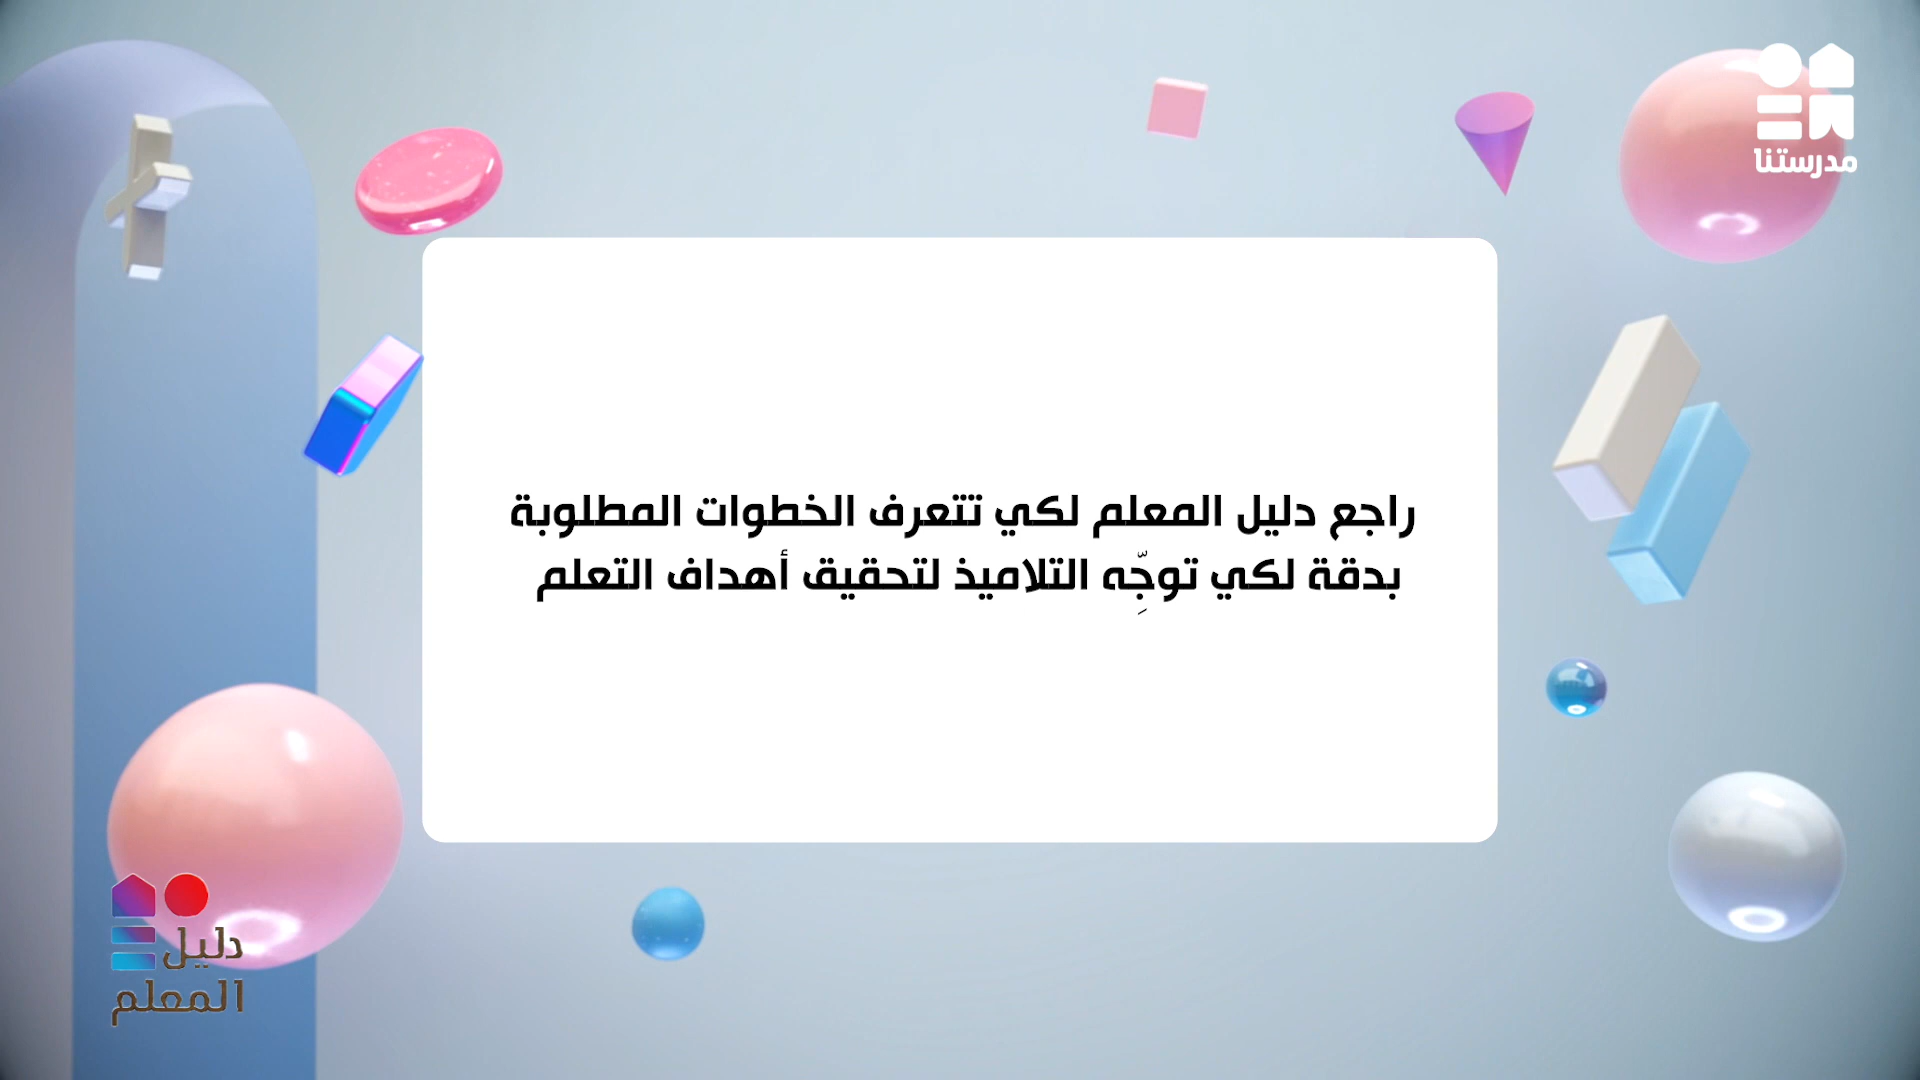 مدرستنا
راجع دليل المعلم لكي تتعرف الخطوات المطلوبة
بدقة لكي توجِّه التلاميذ لتحقيق أهداف التعلم
دليل
المعلم